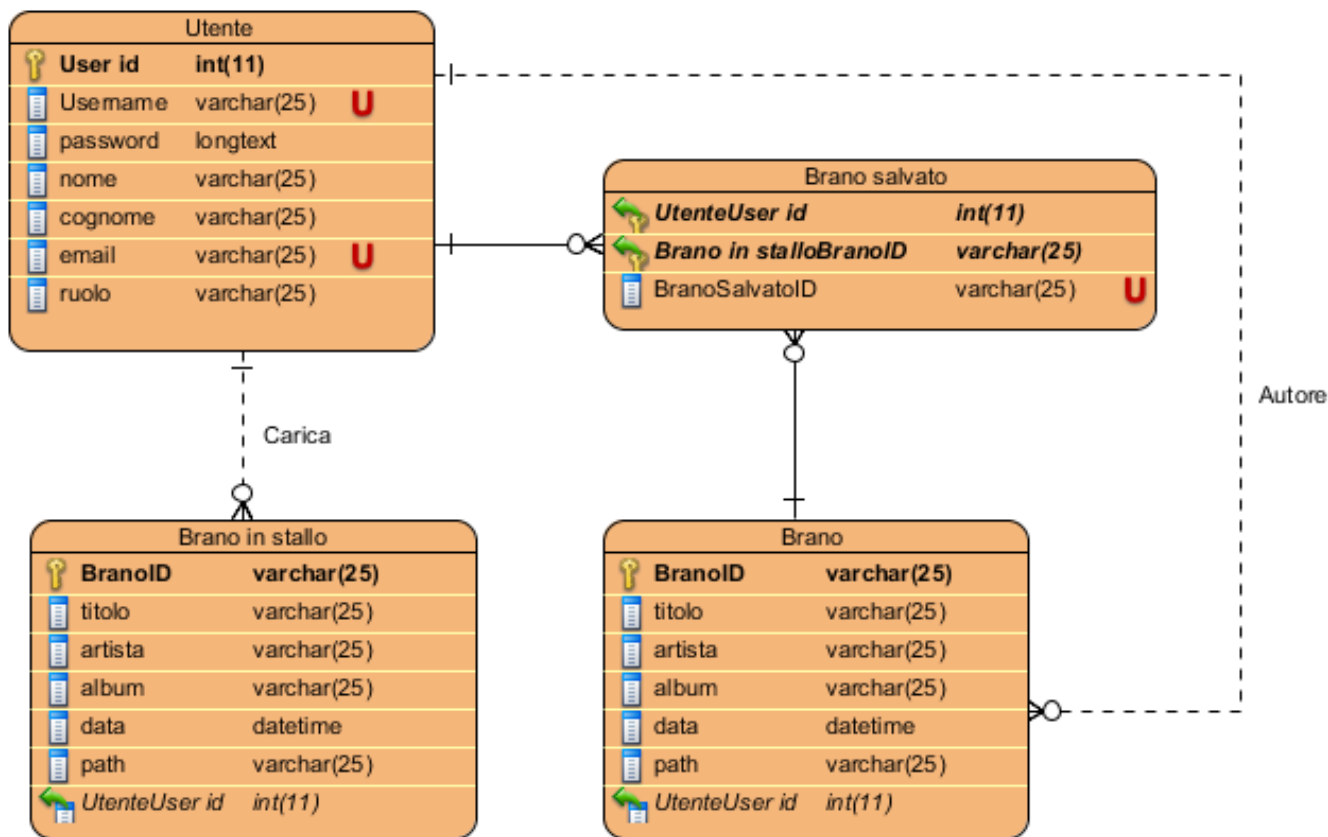 Utente
User id int(11)
Username varchar(25) U
password longtext
nome varchar(25)
cognome varchar(25)
email varchar(25) U
ruolo varchar(25)
Brano salvato
UtenteUser id int(11)
Brano in stalloBranoID varchar(25)
BranoSalvatoID varchar(25) U
Autore
Carica
Brano in stallo
BranoID varchar(25)
titolo varchar(25)
artista varchar(25)
album varchar(25)
data datetime
path varchar(25)
UtenteUser id int(11)
Brano
BranoID varchar(25)
titolo varchar(25)
artista varchar(25)
album varchar(25)
data datetime
path varchar(25)
UtenteUser id int(11)